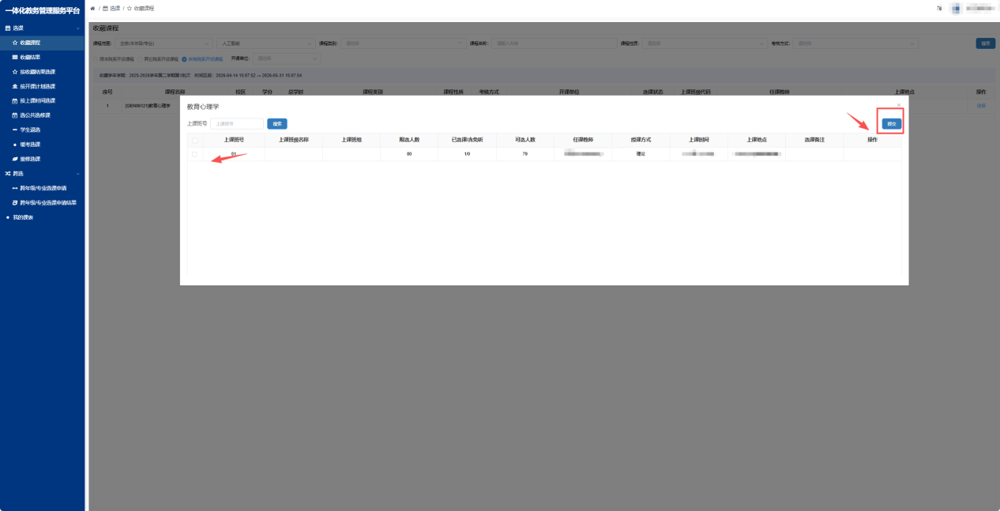 一体化教务管理服务平台
/ 选课 / 收藏课程
选课
收藏课程
收藏结果
按收藏结果选课
按开课计划选课
按上课时间选课
选公共选修课
学生退选
缓考选课
重修选课
跨选
跨年级/专业选课申请
跨年级/专业选课申请结果
我的课表
收藏课程
课程范围: 主修(本年级/专业) 人工智能 课程类别: 请选择 课程名称: 请输入内容 课程性质: 请选择 考核方式: 请选择 搜索
跟本院系开设课程 其它院系开设课程 所有院系开设课程 开课单位: 请选择
收藏学年学期: 2025-2026学年第二学期第1批次 时间区段: 2026-04-14 15:07:52 — 2026-05-31 15:07:54
序号 课程名称 校区 学分 总学时 课程类别 课程性质 考核方式 开课单位 选课状态 上课班级代码 任课教师 上课地点 操作
1 [GEN06121]教育心理学 选择
教育心理学 ×
上课班号 上课班号 搜索 提交
上课班号 上课班级名称 上课班组 限选人数 已选课/含免听 可选人数 任课教师 授课方式 上课时间 上课地点 选课备注 操作
01 80 1/0 79 理论